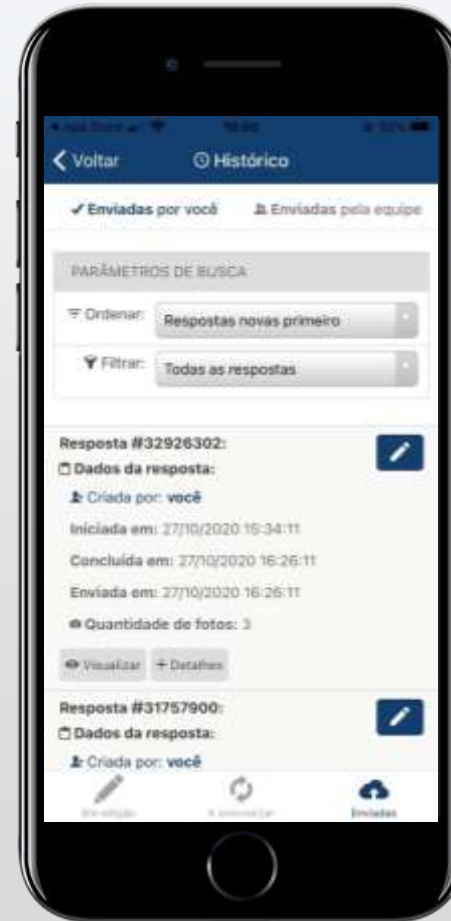 Voltar
Histórico
Enviadas por você
Enviadas pela equipe
PARÂMETROS DE BUSCA
Ordenar: Respostas novas primeiro
Filtrar: Todas as respostas
Resposta #32926302:
Dados da resposta:
Criada por: você
Iniciada em: 27/10/2020 15:34:11
Concluída em: 27/10/2020 16:26:11
Enviada em: 27/10/2020 16:26:11
Quantidade de fotos: 3
Visualizar + Detalhes
Resposta #31757900:
Dados da resposta:
Criada por: você
Enviadas